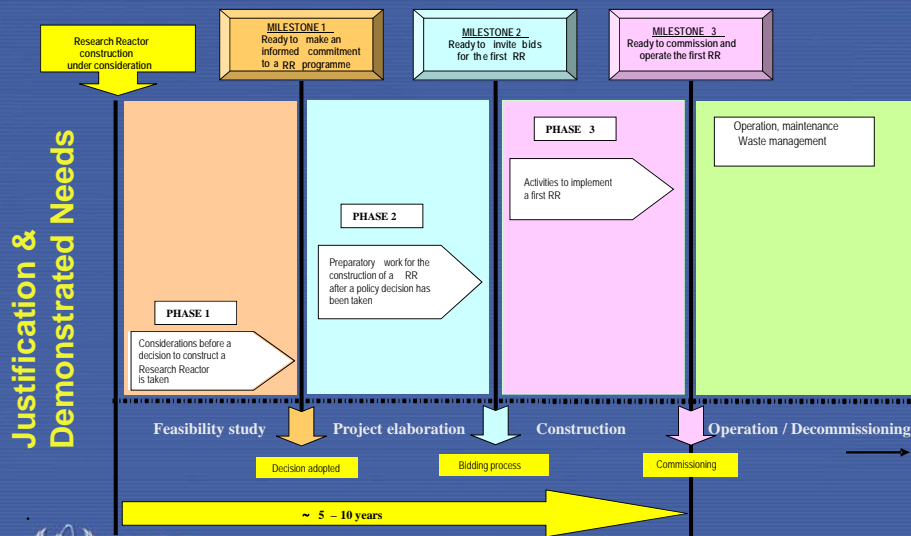 Research Reactor
construction
under consideration
MILESTONE 1
Ready to make an
informed commitment
to a RR programme
MILESTONE 2
Ready to invite bids
for the first RR
MILESTONE 3
Ready to commission and
operate the first RR
Justification &
Demonstrated Needs
PHASE 1
Considerations before a
decision to construct a
Research Reactor
is taken
PHASE 2
Preparatory work for the
construction of a RR
after a policy decision has
been taken
PHASE 3
Activities to implement
a first RR
Operation, maintenance
Waste management
Feasibility study
Project elaboration
Construction
Operation / Decommissioning
Decision adopted
Bidding process
Commissioning
~ 5 – 10 years
.